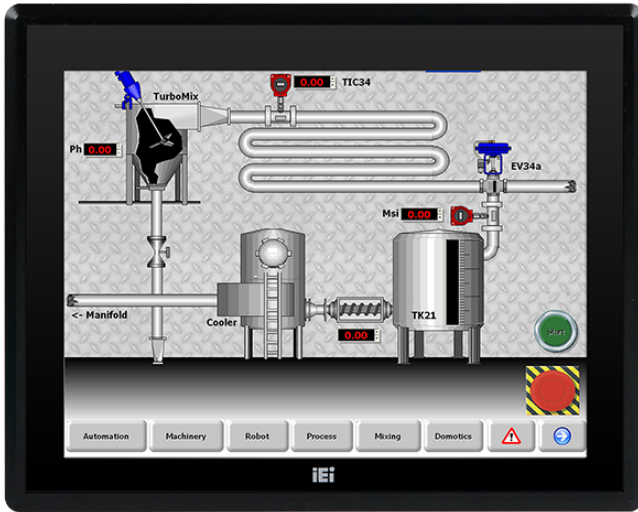 TurboMix
0.00 TIC34
Ph 0.00
EV34a
Msi 0.00
<- Manifold
Cooler
TK21
0.00
Start
Automation Machinery Robot Process Mixing Domotics
iEi